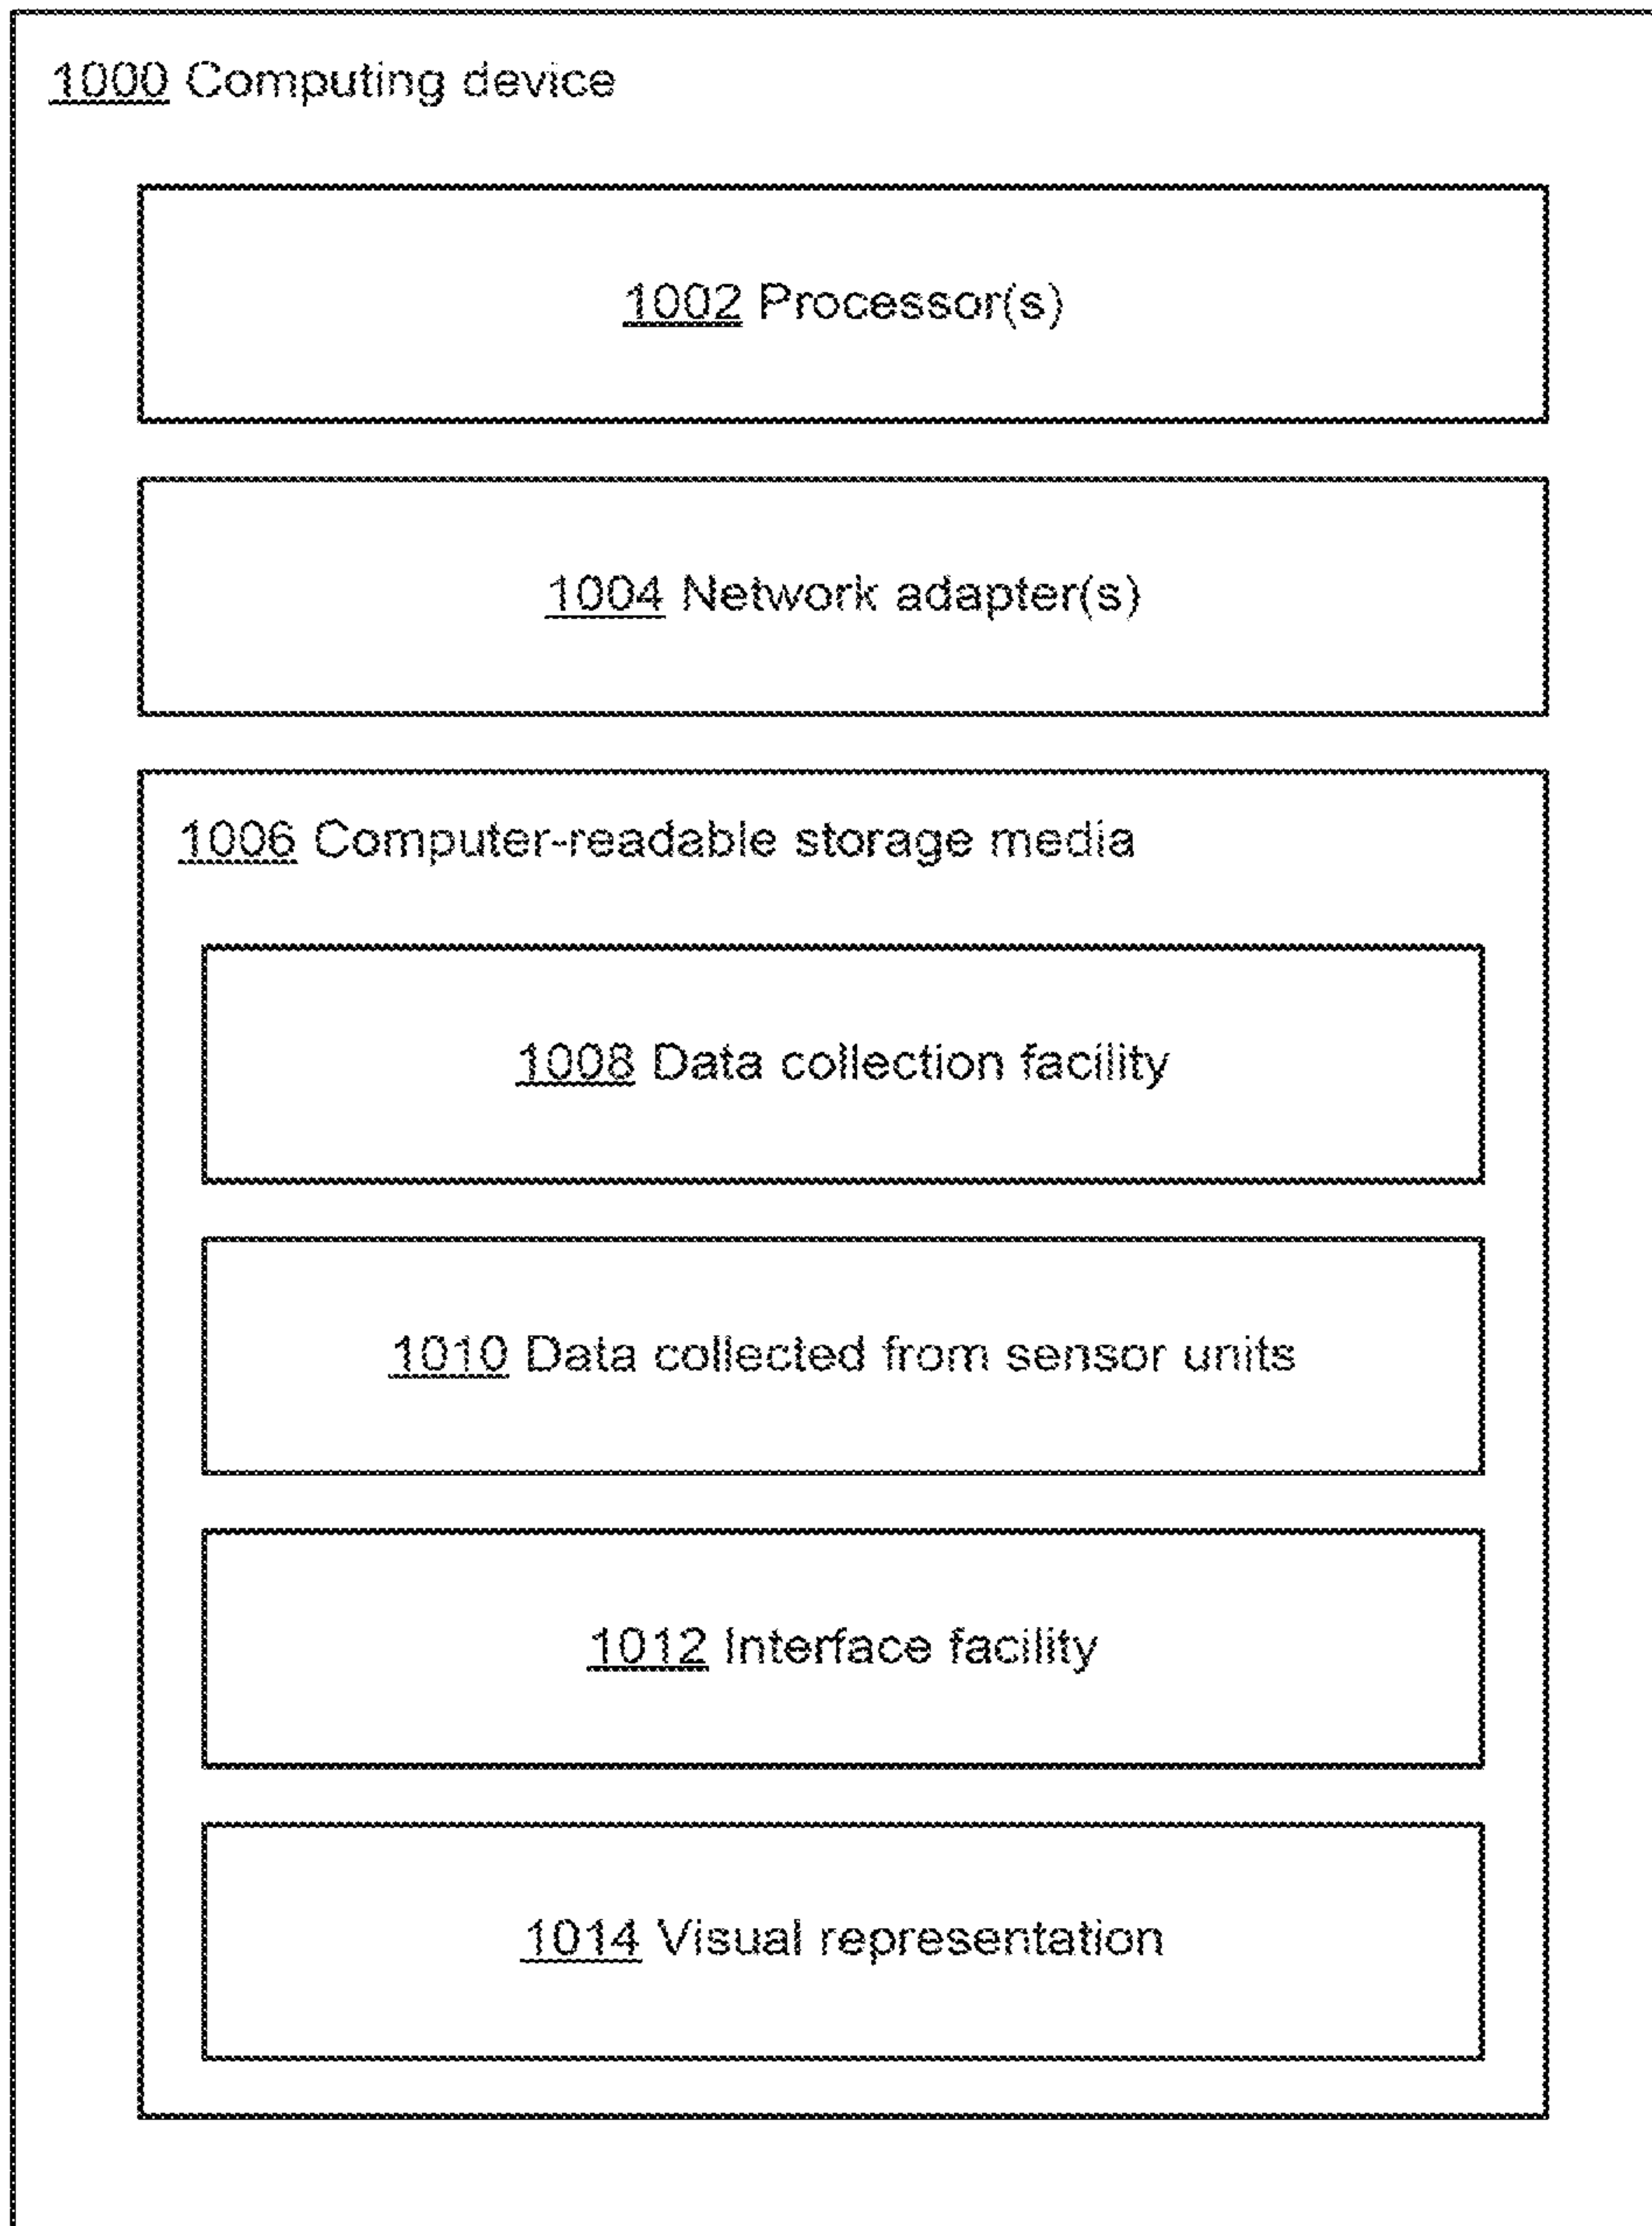 1000 Computing device
1002 Processor(s)
1004 Network adapter(s)
1006 Computer-readable storage media
1008 Data collection facility
1010 Data collected from sensor units
1012 Interface facility
1014 Visual representation